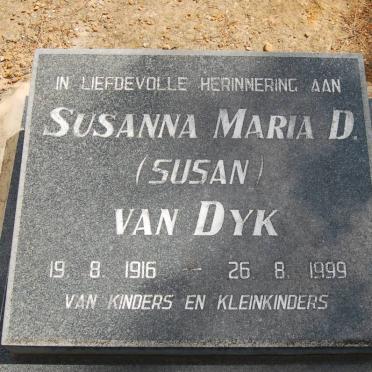 IN LIEFDEVOLLE HERINNERING AAN
SUSANNA MARIA D.
(SUSAN)
VAN DYK
19. 8. 1916 — 26. 8. 1999
VAN KINDERS EN KLEINKINDERS